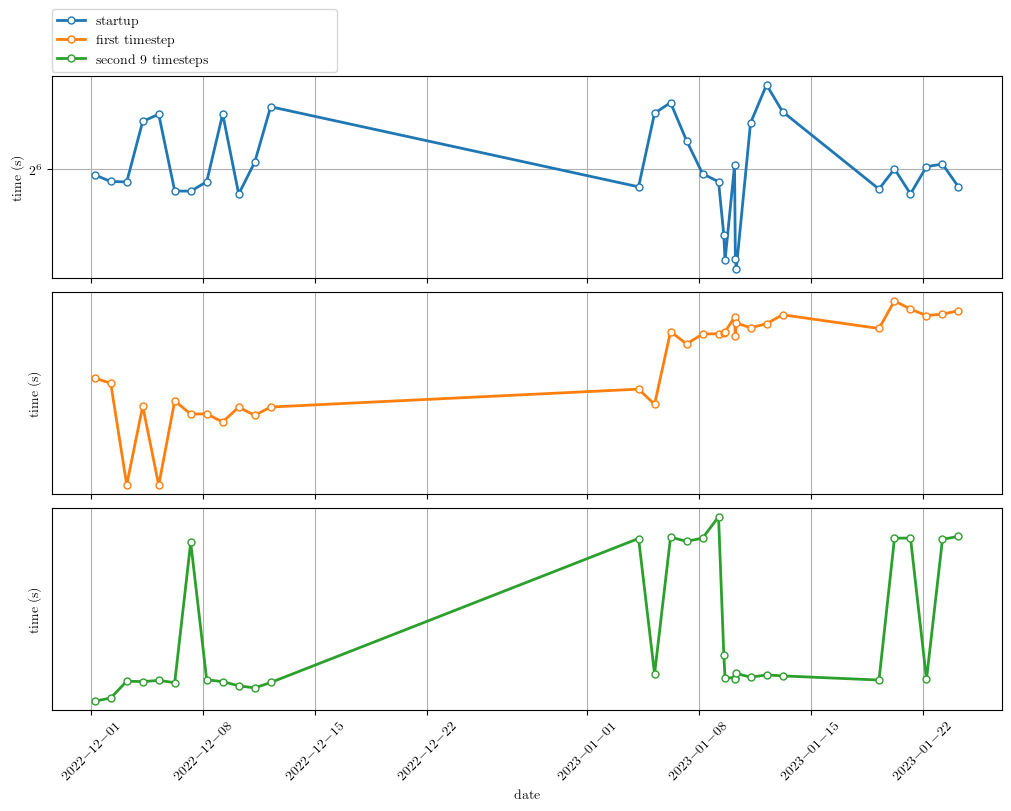 startup
first timestep
second 9 timesteps
time (s)
2⁶
time (s)
time (s)
2022−12−01
2022−12−08
2022−12−15
2022−12−22
2023−01−01
2023−01−08
2023−01−15
2023−01−22
date